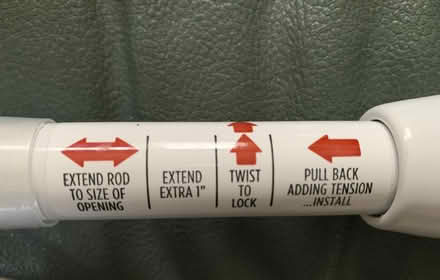 EXTEND ROD
TO SIZE OF
OPENING
EXTEND
EXTRA 1"
TWIST
TO
LOCK
PULL BACK
ADDING TENSION
...INSTALL